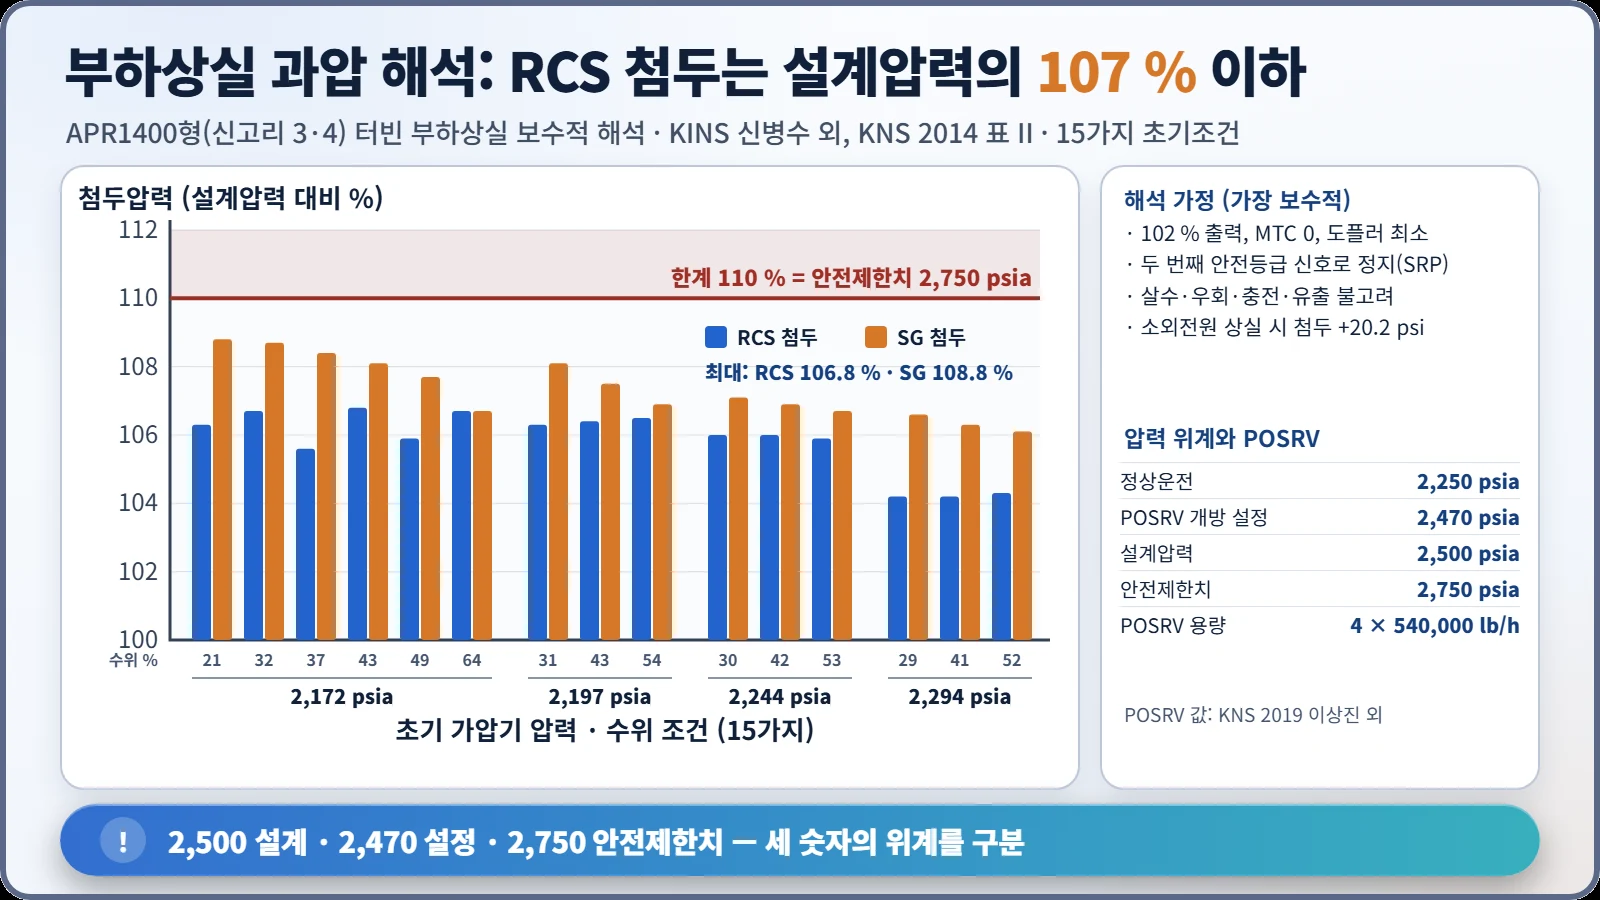 부하상실 과압 해석: RCS 첨두는 설계압력의 107 % 이하
APR1400형(신고리 3·4) 터빈 부하상실 보수적 해석 · KINS 신병수 외, KNS 2014 표 II · 15가지 초기조건
첨두압력 (설계압력 대비 %)
112
110
108
106
104
102
100
한계 110 % = 안전제한치 2,750 psia
RCS 첨두 SG 첨두
최대: RCS 106.8 % · SG 108.8 %
수위 % 21 32 37 43 49 64 31 43 54 30 42 53 29 41 52
2,172 psia 2,197 psia 2,244 psia 2,294 psia
초기 가압기 압력 · 수위 조건 (15가지)
해석 가정 (가장 보수적)
· 102 % 출력, MTC 0, 도플러 최소
· 두 번째 안전등급 신호로 정지(SRP)
· 살수·우회·충전·유출 불고려
· 소외전원 상실 시 첨두 +20.2 psi
압력 위계와 POSRV
정상운전 2,250 psia
POSRV 개방 설정 2,470 psia
설계압력 2,500 psia
안전제한치 2,750 psia
POSRV 용량 4 × 540,000 lb/h
POSRV 값: KNS 2019 이상진 외
! 2,500 설계 · 2,470 설정 · 2,750 안전제한치 — 세 숫자의 위계를 구분